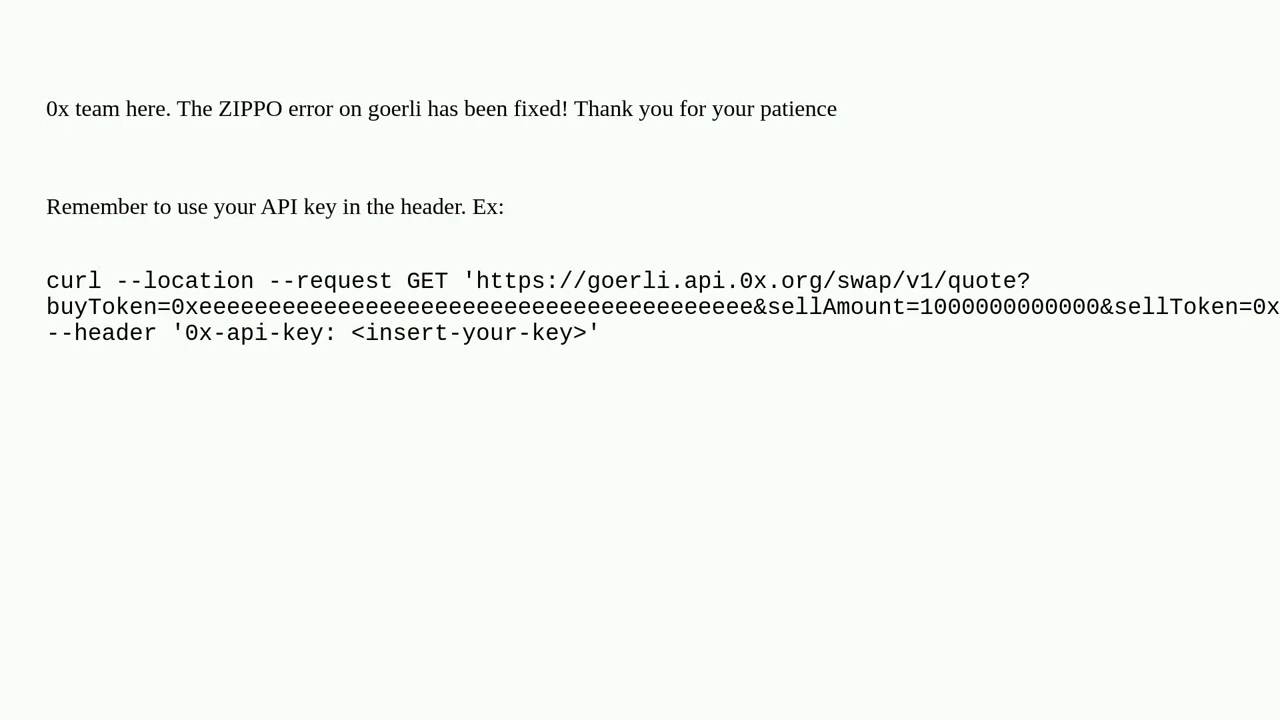 0x team here. The ZIPPO error on goerli has been fixed! Thank you for your patience
Remember to use your API key in the header. Ex:
curl --location --request GET 'https://goerli.api.0x.org/swap/v1/quote?
buyToken=0xeeeeeeeeeeeeeeeeeeeeeeeeeeeeeeeeeeeeeeee&sellAmount=1000000000000&sellToken=0x
--header '0x-api-key: <insert-your-key>'